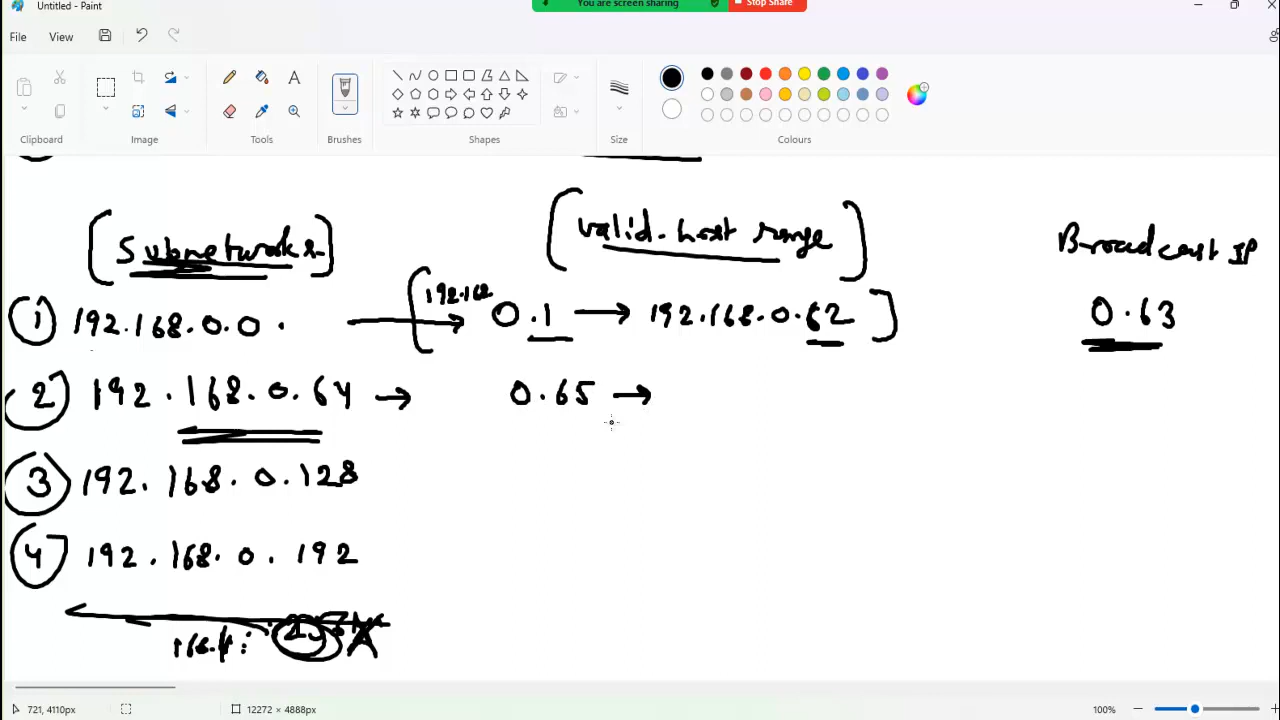 Untitled - Paint
You are screen sharing
Stop Share
File View
Clipboard Image Tools Brushes Shapes Size Colours
[Subnetworks] [valid host range] Broadcast IP
1 192.168.0.0. → [192.168 0.1 → 192.168.0.62] 0.63
2 192.168.0.64 → 0.65 →
3 192.168.0.128
4 192.168.0.192
721, 4110px 12272 × 4888px 100%